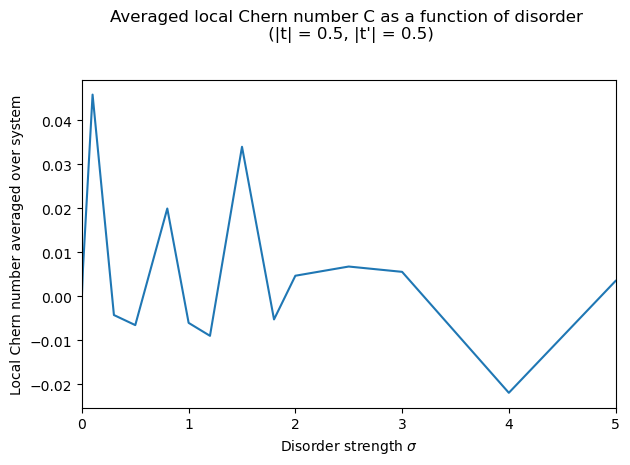 Averaged local Chern number C as a function of disorder
(|t| = 0.5, |t'| = 0.5)
Local Chern number averaged over system
0.04
0.03
0.02
0.01
0.00
−0.01
−0.02
0 1 2 3 4 5
Disorder strength σ